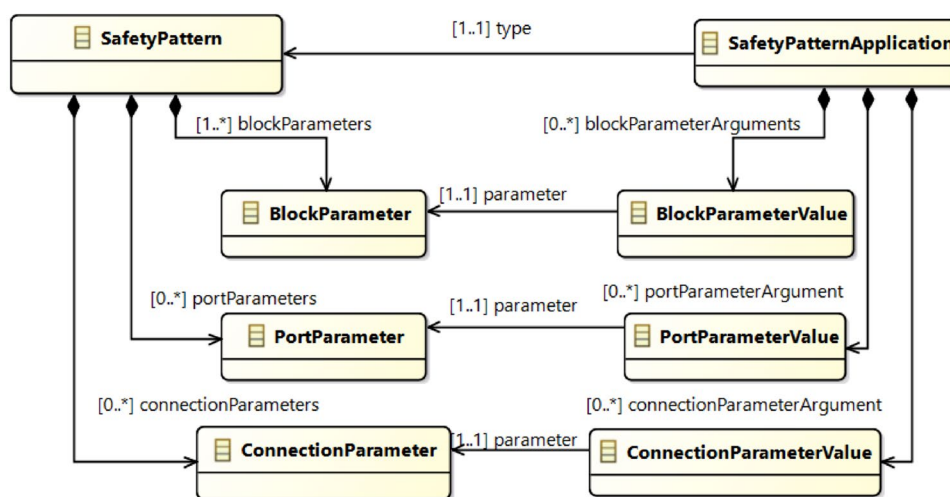 [1..1] type
SafetyPattern
SafetyPatternApplication
[1..*] blockParameters
[0..*] blockParameterArguments
[1..1] parameter
BlockParameter
BlockParameterValue
[0..*] portParameters
[1..1] parameter
[0..*] portParameterArgument
PortParameter
PortParameterValue
[0..*] connectionParameters
[0..*] connectionParameterArgument
[1..1] parameter
ConnectionParameter
ConnectionParameterValue